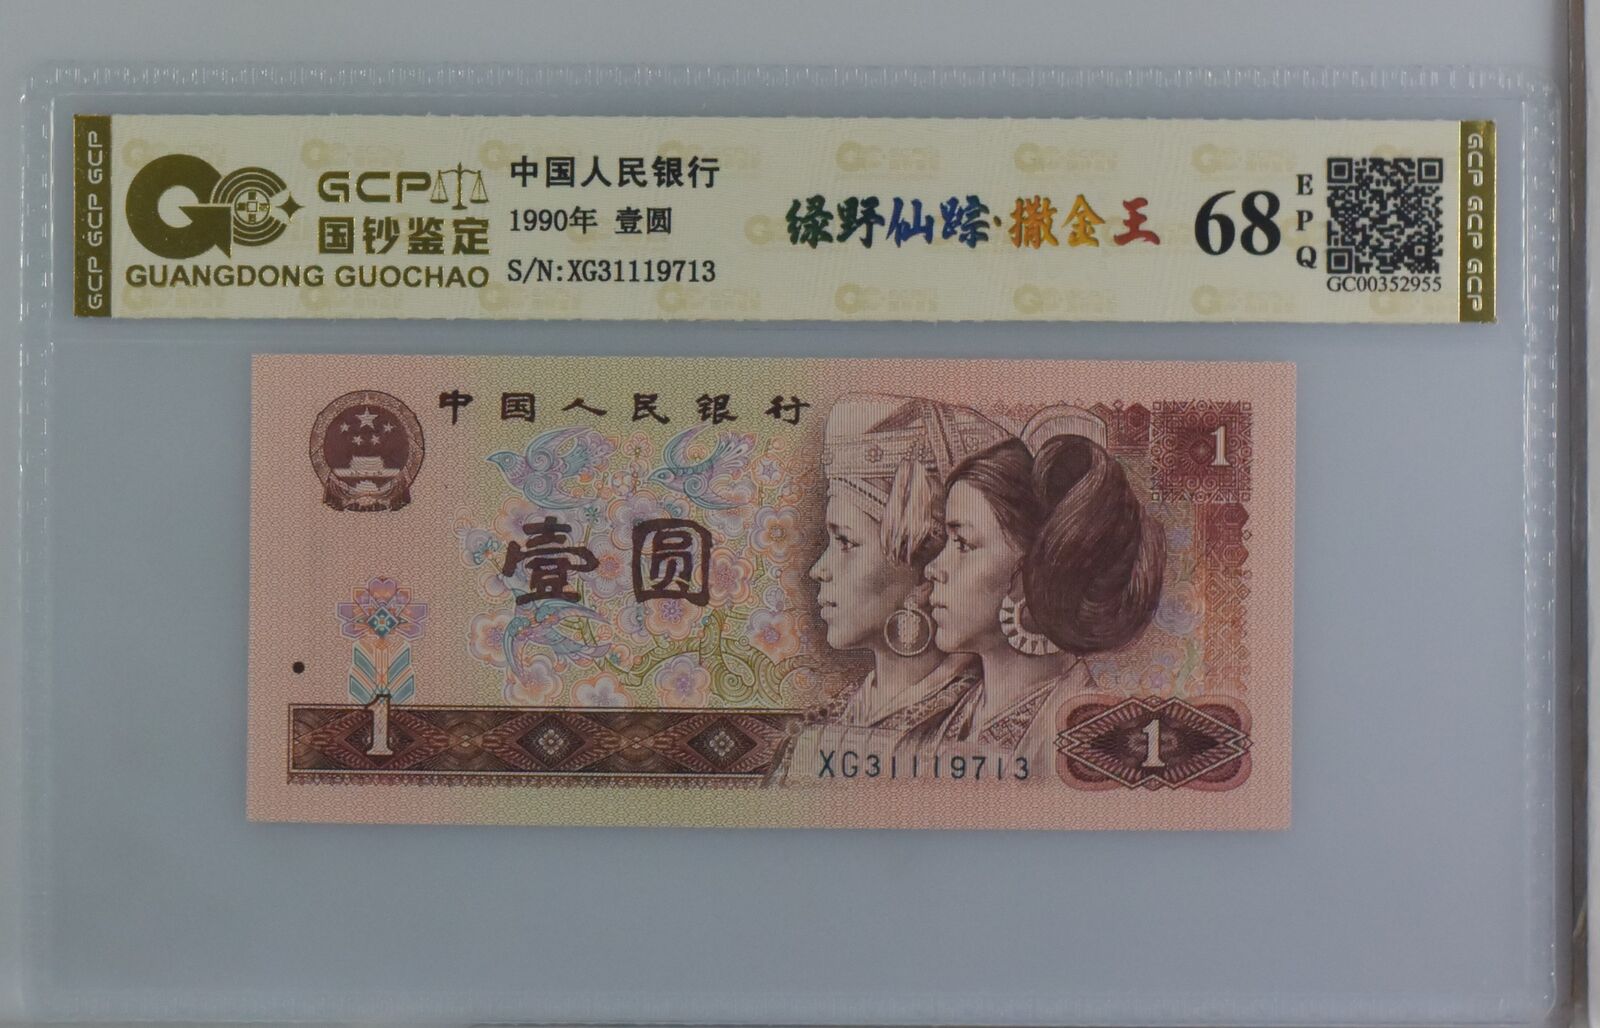 GCP GCP GCP
GCP
国钞鉴定
GUANGDONG GUOCHAO
中国人民银行
1990年 壹圆
S/N:XG31119713
绿野仙踪·撒金王
68
EPQ
GC00352955
GCP GCP GCP
中国人民银行
1
壹圆
1
1
XG31119713